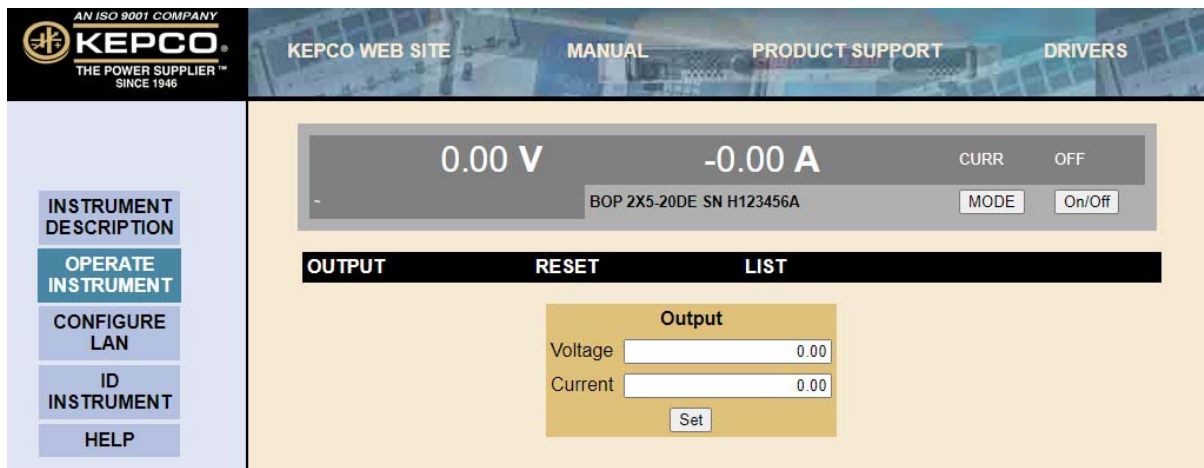 AN ISO 9001 COMPANY
KEPCO®
THE POWER SUPPLIER™
SINCE 1946
KEPCO WEB SITE MANUAL PRODUCT SUPPORT DRIVERS
0.00 V -0.00 A CURR OFF
~ BOP 2X5-20DE SN H123456A MODE On/Off
INSTRUMENT
DESCRIPTION
OPERATE
INSTRUMENT
CONFIGURE
LAN
ID
INSTRUMENT
HELP
OUTPUT RESET LIST
Output
Voltage 0.00
Current 0.00
Set